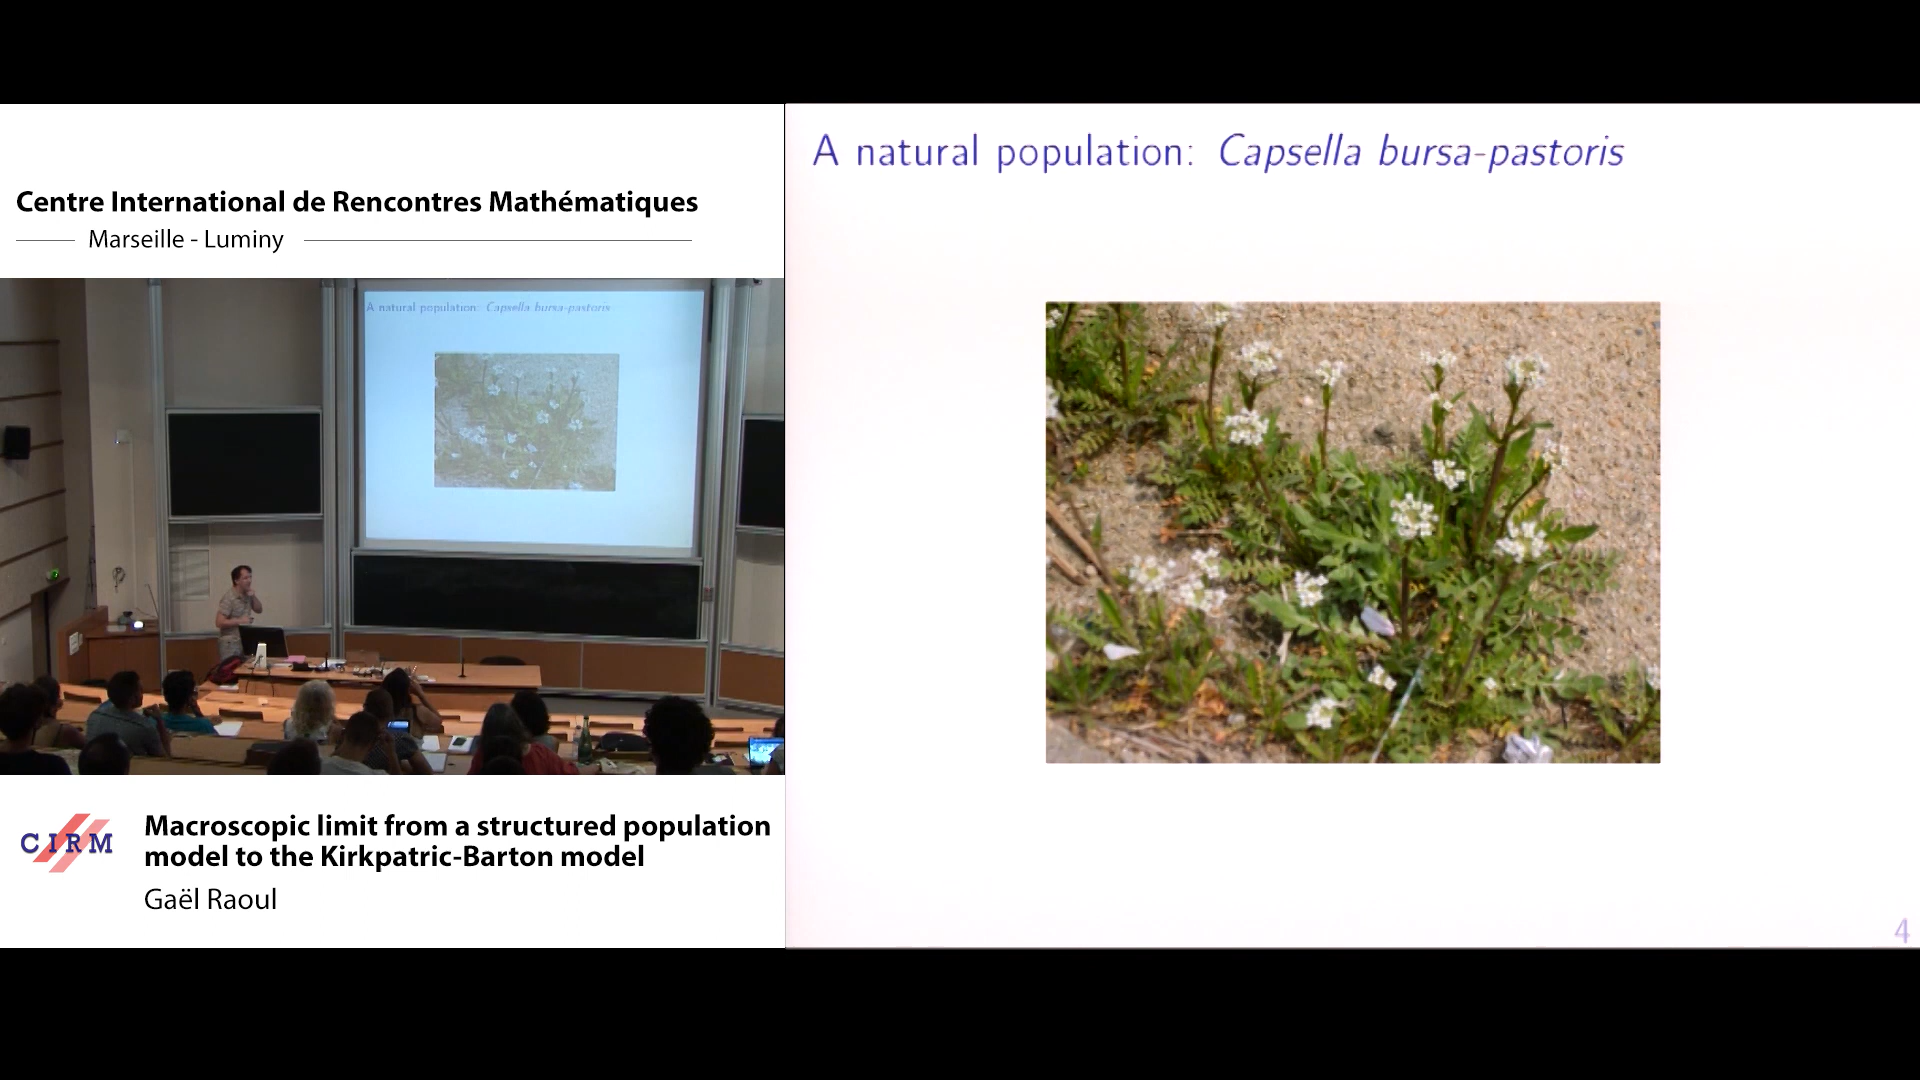 Centre International de Rencontres Mathématiques
Marseille - Luminy
A natural population: Capsella bursa-pastoris
CIRM
Macroscopic limit from a structured population
model to the Kirkpatric-Barton model
Gaël Raoul
A natural population: Capsella bursa-pastoris
4